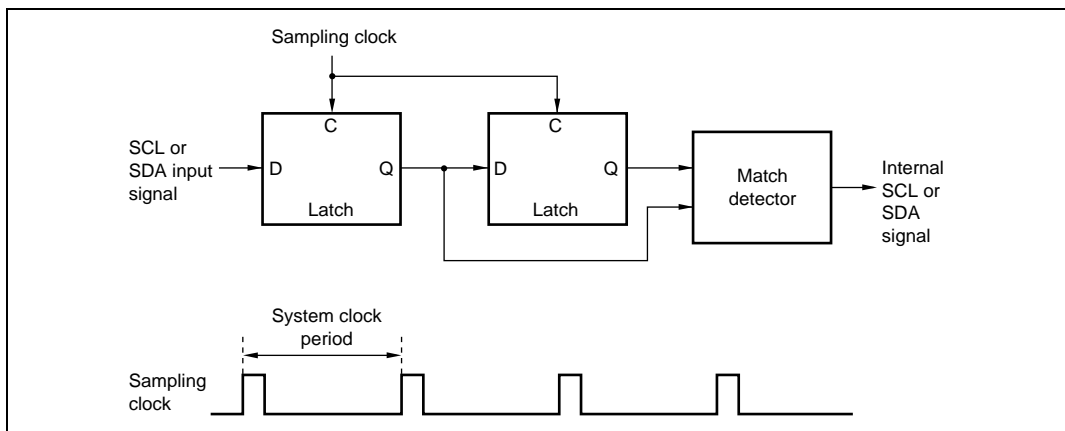 Sampling clock
C
C
SCL or
SDA input
signal
D
Q
D
Q
Latch
Latch
Match
detector
Internal
SCL or
SDA
signal
System clock
period
Sampling
clock